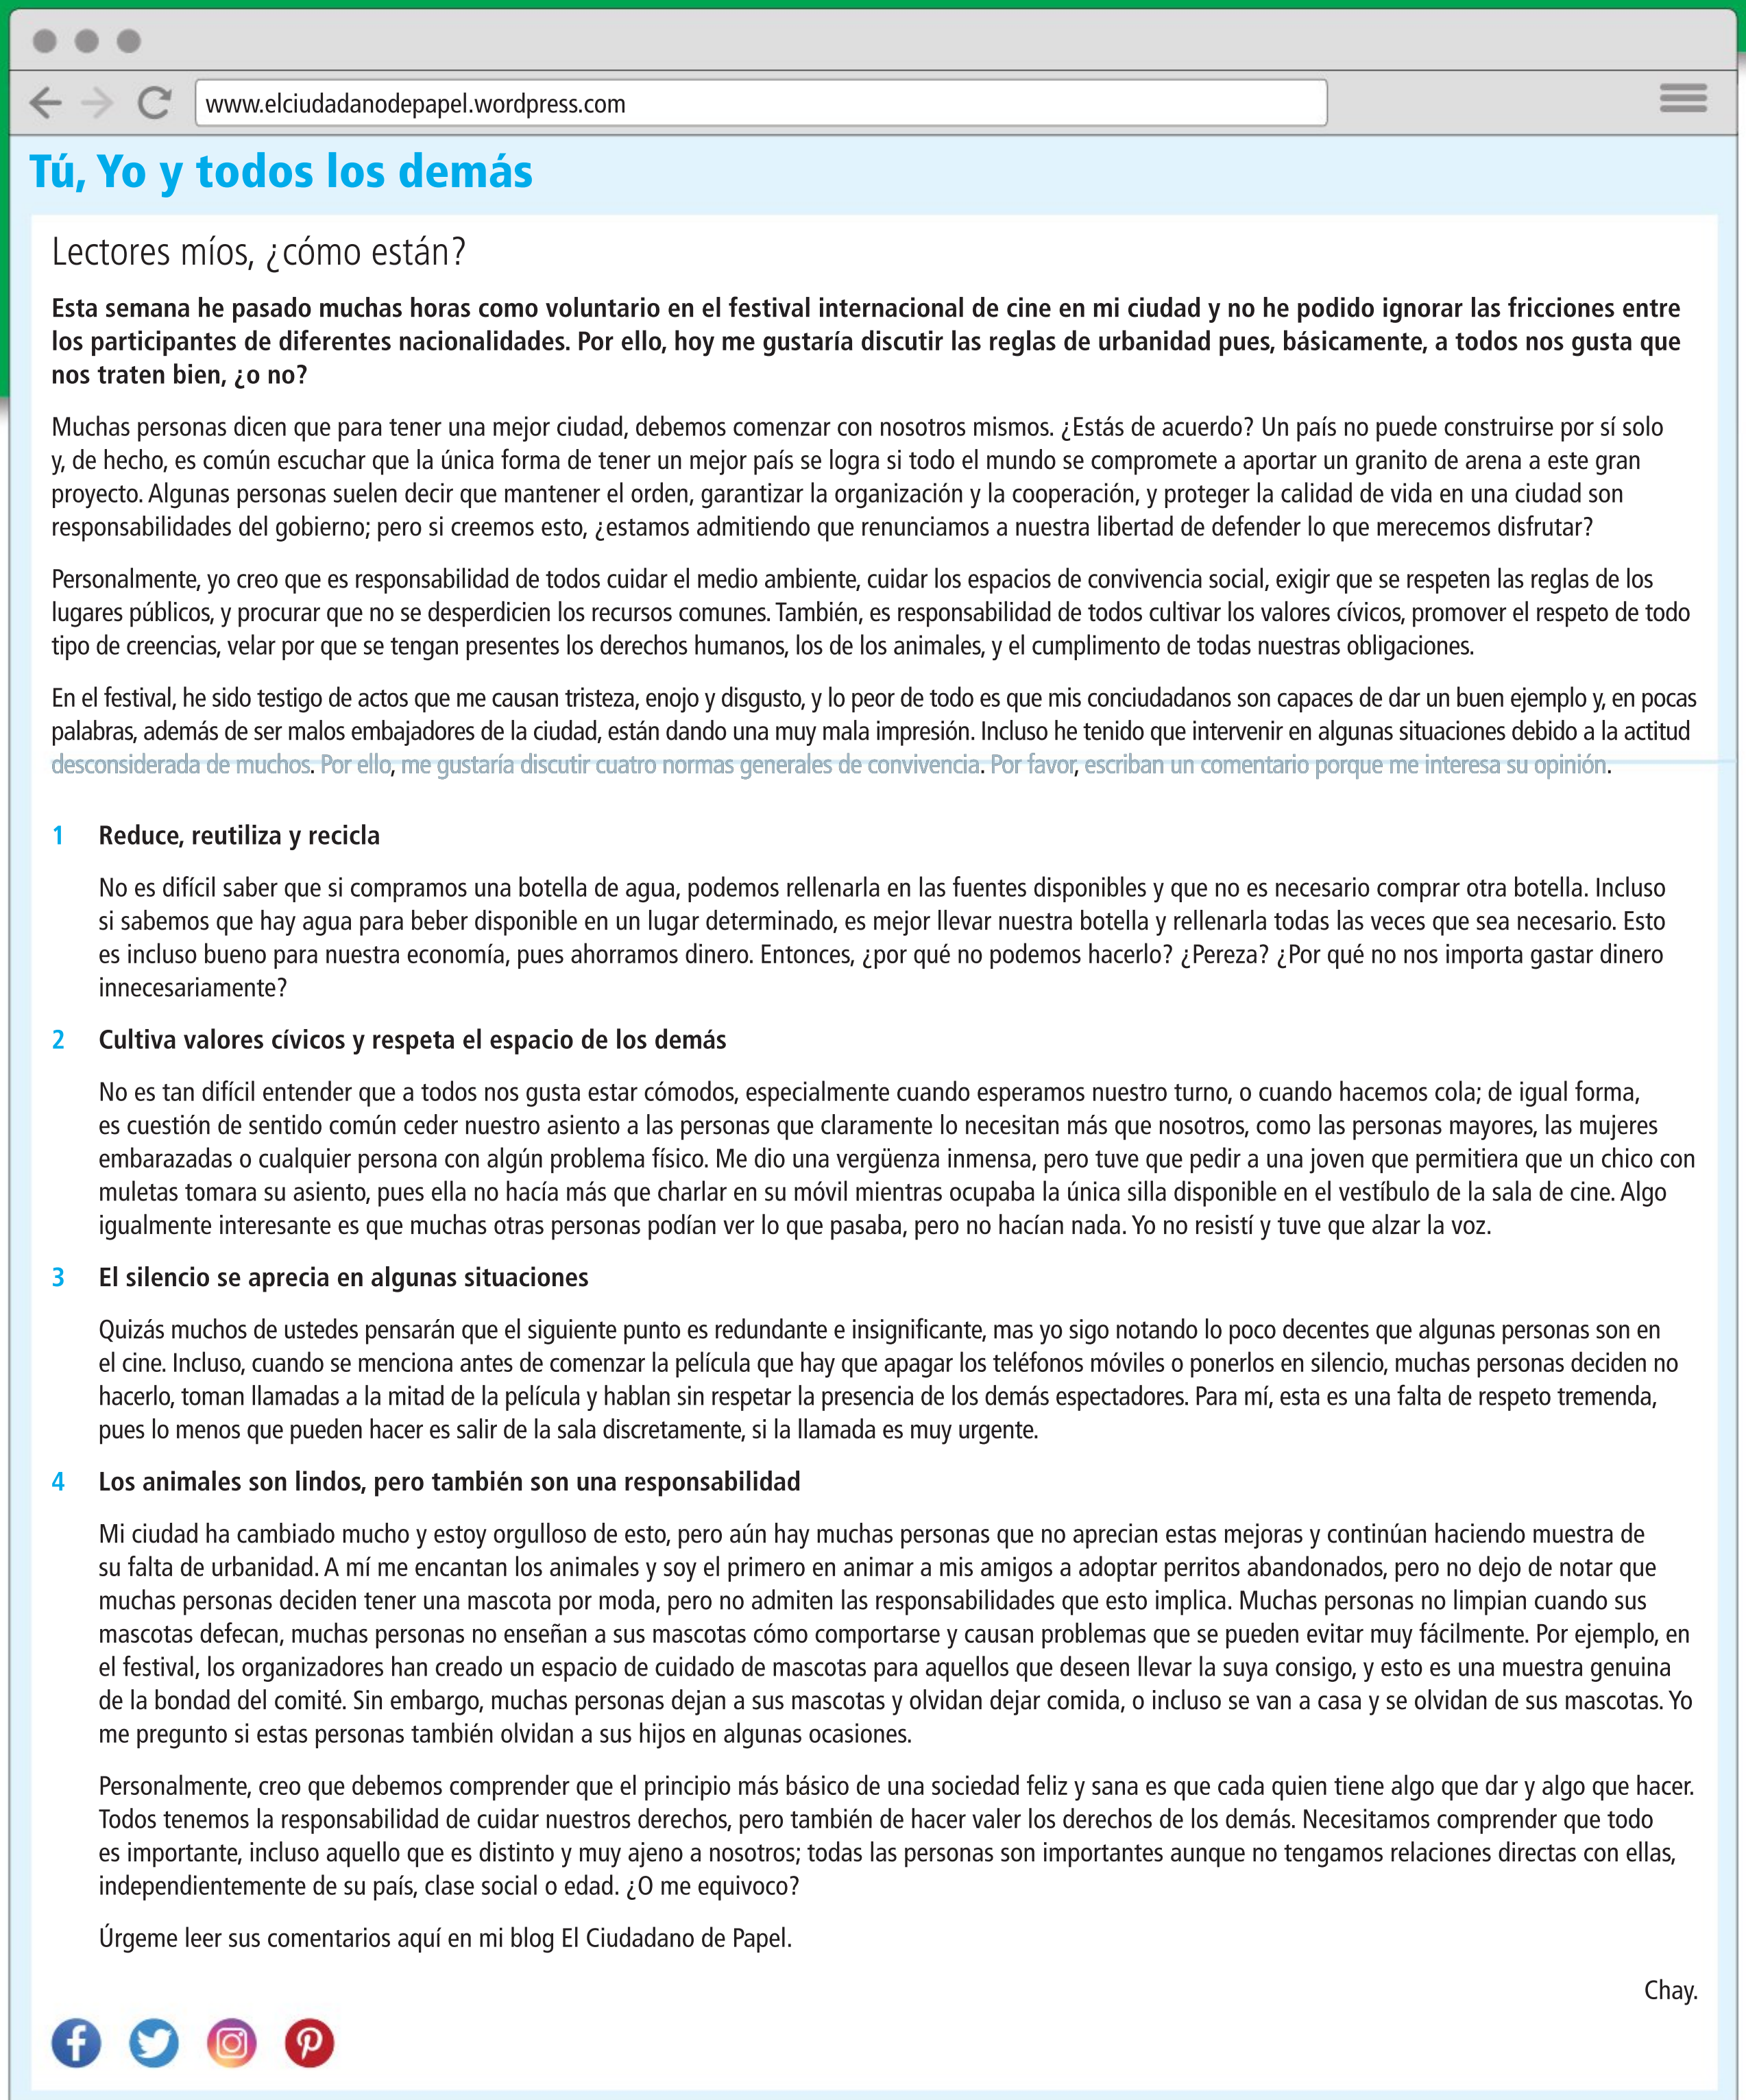 www.elciudadanodepapel.wordpress.com
Tú, Yo y todos los demás
Lectores míos, ¿cómo están?
Esta semana he pasado muchas horas como voluntario en el festival internacional de cine en mi ciudad y no he podido ignorar las fricciones entre
los participantes de diferentes nacionalidades. Por ello, hoy me gustaría discutir las reglas de urbanidad pues, básicamente, a todos nos gusta que
nos traten bien, ¿o no?
Muchas personas dicen que para tener una mejor ciudad, debemos comenzar con nosotros mismos. ¿Estás de acuerdo? Un país no puede construirse por sí solo
y, de hecho, es común escuchar que la única forma de tener un mejor país se logra si todo el mundo se compromete a aportar un granito de arena a este gran
proyecto. Algunas personas suelen decir que mantener el orden, garantizar la organización y la cooperación, y proteger la calidad de vida en una ciudad son
responsabilidades del gobierno; pero si creemos esto, ¿estamos admitiendo que renunciamos a nuestra libertad de defender lo que merecemos disfrutar?
Personalmente, yo creo que es responsabilidad de todos cuidar el medio ambiente, cuidar los espacios de convivencia social, exigir que se respeten las reglas de los
lugares públicos, y procurar que no se desperdicien los recursos comunes. También, es responsabilidad de todos cultivar los valores cívicos, promover el respeto de todo
tipo de creencias, velar por que se tengan presentes los derechos humanos, los de los animales, y el cumplimento de todas nuestras obligaciones.
En el festival, he sido testigo de actos que me causan tristeza, enojo y disgusto, y lo peor de todo es que mis conciudadanos son capaces de dar un buen ejemplo y, en pocas
palabras, además de ser malos embajadores de la ciudad, están dando una muy mala impresión. Incluso he tenido que intervenir en algunas situaciones debido a la actitud
desconsiderada de muchos. Por ello, me gustaría discutir cuatro normas generales de convivencia. Por favor, escriban un comentario porque me interesa su opinión.
1 Reduce, reutiliza y recicla
No es difícil saber que si compramos una botella de agua, podemos rellenarla en las fuentes disponibles y que no es necesario comprar otra botella. Incluso
si sabemos que hay agua para beber disponible en un lugar determinado, es mejor llevar nuestra botella y rellenarla todas las veces que sea necesario. Esto
es incluso bueno para nuestra economía, pues ahorramos dinero. Entonces, ¿por qué no podemos hacerlo? ¿Pereza? ¿Por qué no nos importa gastar dinero
innecesariamente?
2 Cultiva valores cívicos y respeta el espacio de los demás
No es tan difícil entender que a todos nos gusta estar cómodos, especialmente cuando esperamos nuestro turno, o cuando hacemos cola; de igual forma,
es cuestión de sentido común ceder nuestro asiento a las personas que claramente lo necesitan más que nosotros, como las personas mayores, las mujeres
embarazadas o cualquier persona con algún problema físico. Me dio una vergüenza inmensa, pero tuve que pedir a una joven que permitiera que un chico con
muletas tomara su asiento, pues ella no hacía más que charlar en su móvil mientras ocupaba la única silla disponible en el vestíbulo de la sala de cine. Algo
igualmente interesante es que muchas otras personas podían ver lo que pasaba, pero no hacían nada. Yo no resistí y tuve que alzar la voz.
3 El silencio se aprecia en algunas situaciones
Quizás muchos de ustedes pensarán que el siguiente punto es redundante e insignificante, mas yo sigo notando lo poco decentes que algunas personas son en
el cine. Incluso, cuando se menciona antes de comenzar la película que hay que apagar los teléfonos móviles o ponerlos en silencio, muchas personas deciden no
hacerlo, toman llamadas a la mitad de la película y hablan sin respetar la presencia de los demás espectadores. Para mí, esta es una falta de respeto tremenda,
pues lo menos que pueden hacer es salir de la sala discretamente, si la llamada es muy urgente.
4 Los animales son lindos, pero también son una responsabilidad
Mi ciudad ha cambiado mucho y estoy orgulloso de esto, pero aún hay muchas personas que no aprecian estas mejoras y continúan haciendo muestra de
su falta de urbanidad. A mí me encantan los animales y soy el primero en animar a mis amigos a adoptar perritos abandonados, pero no dejo de notar que
muchas personas deciden tener una mascota por moda, pero no admiten las responsabilidades que esto implica. Muchas personas no limpian cuando sus
mascotas defecan, muchas personas no enseñan a sus mascotas cómo comportarse y causan problemas que se pueden evitar muy fácilmente. Por ejemplo, en
el festival, los organizadores han creado un espacio de cuidado de mascotas para aquellos que deseen llevar la suya consigo, y esto es una muestra genuina
de la bondad del comité. Sin embargo, muchas personas dejan a sus mascotas y olvidan dejar comida, o incluso se van a casa y se olvidan de sus mascotas. Yo
me pregunto si estas personas también olvidan a sus hijos en algunas ocasiones.
Personalmente, creo que debemos comprender que el principio más básico de una sociedad feliz y sana es que cada quien tiene algo que dar y algo que hacer.
Todos tenemos la responsabilidad de cuidar nuestros derechos, pero también de hacer valer los derechos de los demás. Necesitamos comprender que todo
es importante, incluso aquello que es distinto y muy ajeno a nosotros; todas las personas son importantes aunque no tengamos relaciones directas con ellas,
independientemente de su país, clase social o edad. ¿O me equivoco?
Úrgeme leer sus comentarios aquí en mi blog El Ciudadano de Papel.
Chay.